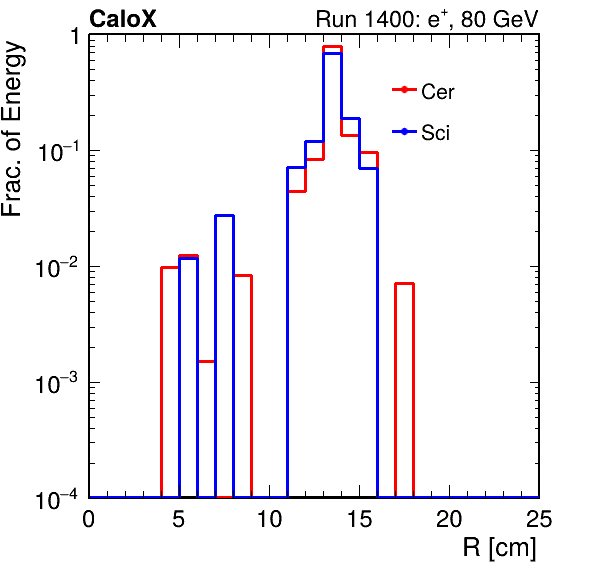 CaloX
Run 1400: e⁺, 80 GeV
Frac. of Energy
1
10⁻¹
10⁻²
10⁻³
10⁻⁴
Cer
Sci
0 5 10 15 20 25
R [cm]